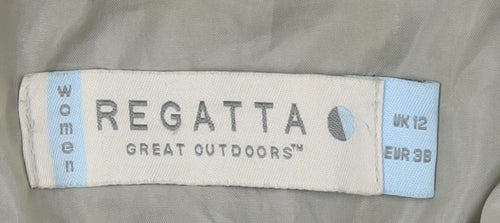 women
REGATTA
GREAT OUTDOORS™
UK 12
EUR 38